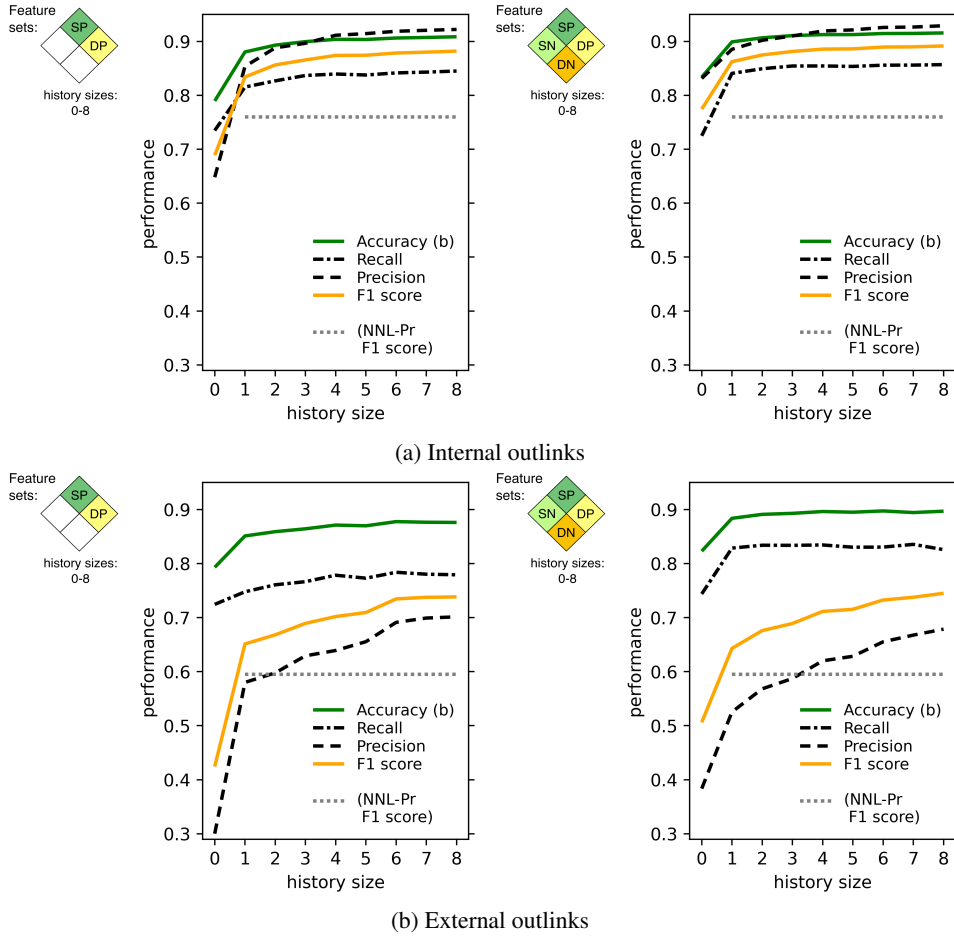 Feature
sets:
SP
DP
history sizes:
0-8
performance
0.9
0.8
0.7
0.6
0.5
0.4
0.3
Accuracy (b)
Recall
Precision
F1 score
(NNL-Pr
F1 score)
0 1 2 3 4 5 6 7 8
history size
Feature
sets:
SP
SN DP
DN
history sizes:
0-8
performance
0.9
0.8
0.7
0.6
0.5
0.4
0.3
Accuracy (b)
Recall
Precision
F1 score
(NNL-Pr
F1 score)
0 1 2 3 4 5 6 7 8
history size
(a) Internal outlinks
Feature
sets:
SP
DP
history sizes:
0-8
performance
0.9
0.8
0.7
0.6
0.5
0.4
0.3
Accuracy (b)
Recall
Precision
F1 score
(NNL-Pr
F1 score)
0 1 2 3 4 5 6 7 8
history size
Feature
sets:
SP
SN DP
DN
history sizes:
0-8
performance
0.9
0.8
0.7
0.6
0.5
0.4
0.3
Accuracy (b)
Recall
Precision
F1 score
(NNL-Pr
F1 score)
0 1 2 3 4 5 6 7 8
history size
(b) External outlinks